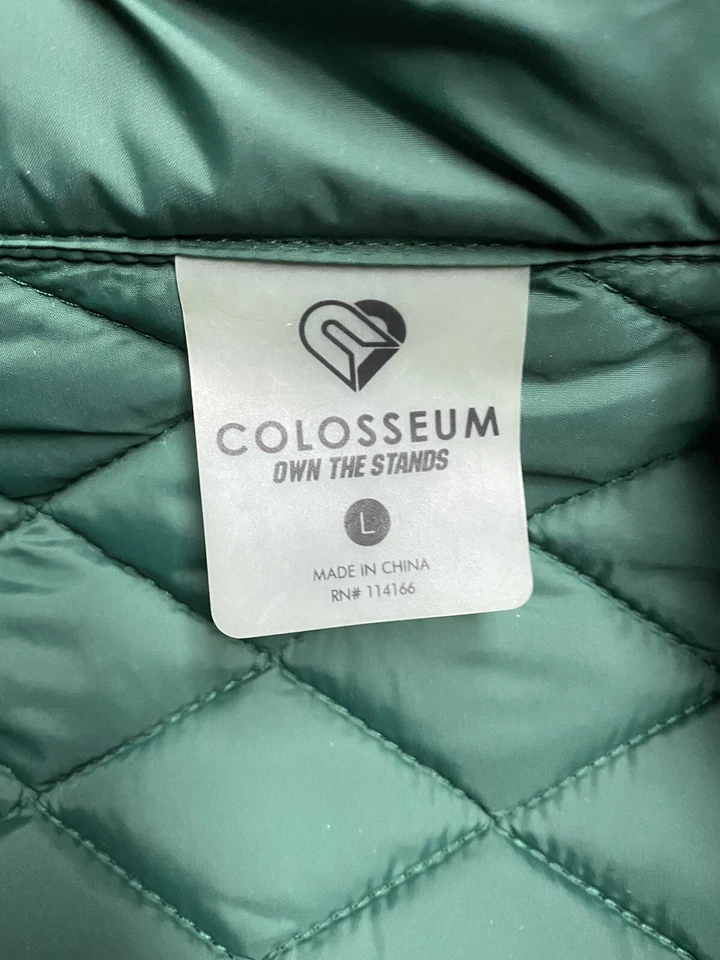 COLOSSEUM
OWN THE STANDS
L
MADE IN CHINA
RN# 114166